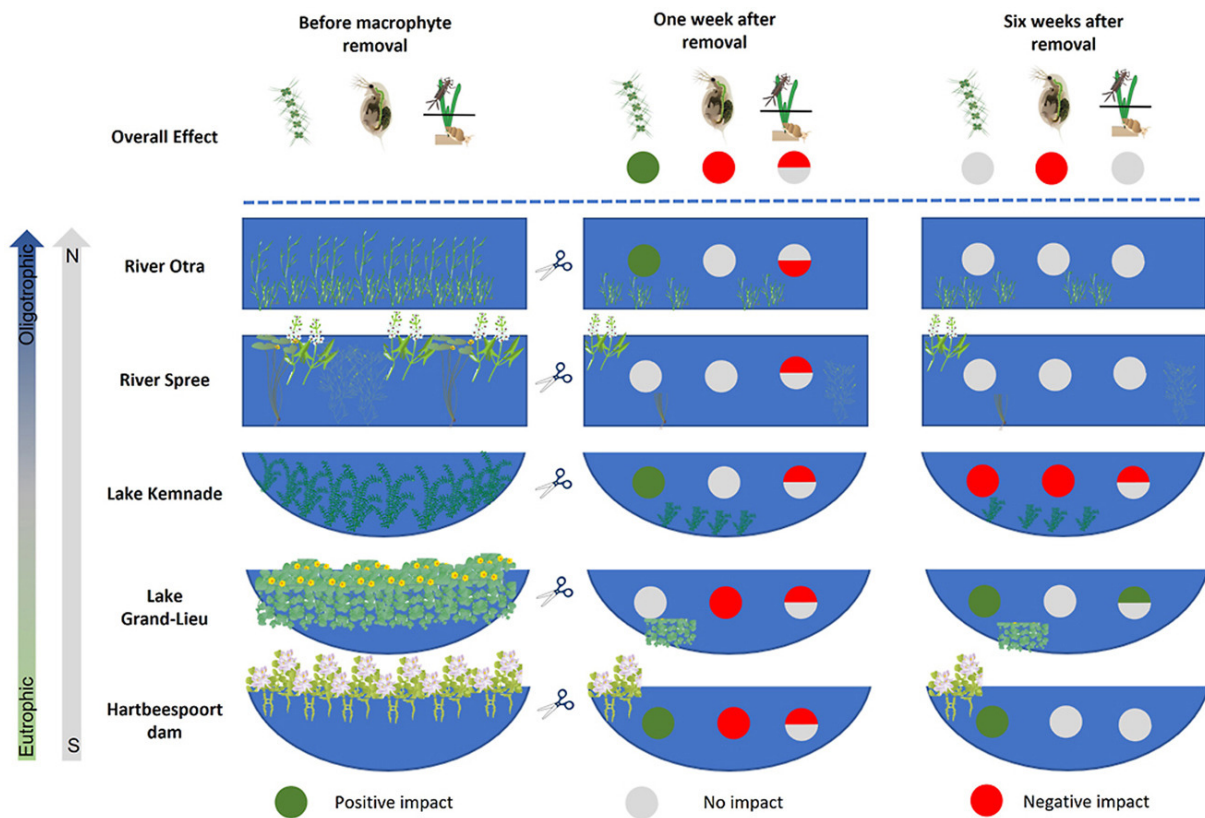 Before macrophyte
removal
One week after
removal
Six weeks after
removal
Overall Effect
Oligotrophic
Eutrophic
N
S
River Otra
River Spree
Lake Kemnade
Lake
Grand-Lieu
Hartbeespoort
dam
Positive impact
No impact
Negative impact